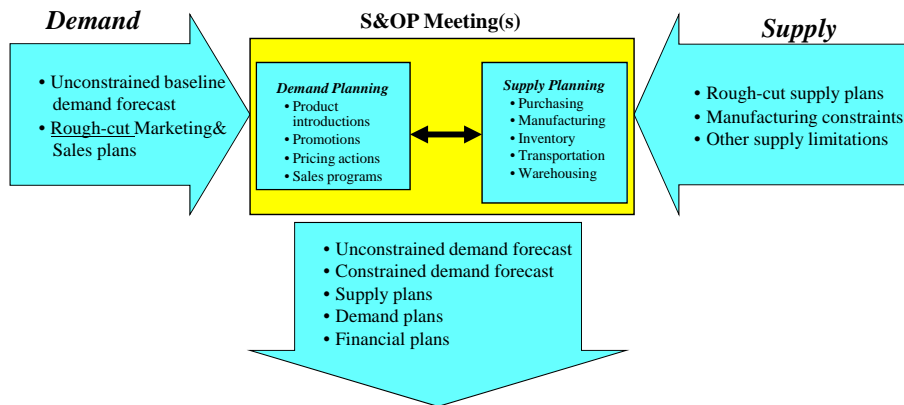 Demand
S&OP Meeting(s)
Supply
• Unconstrained baseline
demand forecast
• Rough-cut Marketing&
Sales plans
Demand Planning
• Product
introductions
• Promotions
• Pricing actions
• Sales programs
Supply Planning
• Purchasing
• Manufacturing
• Inventory
• Transportation
• Warehousing
• Rough-cut supply plans
• Manufacturing constraints
• Other supply limitations
• Unconstrained demand forecast
• Constrained demand forecast
• Supply plans
• Demand plans
• Financial plans